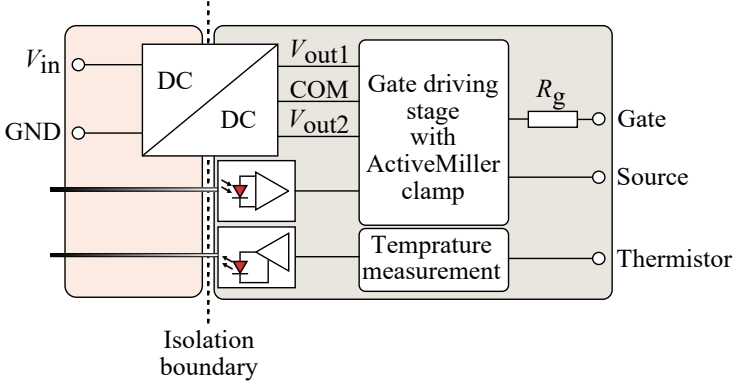 Vin
GND
DC
DC
Vout1
COM
Vout2
Gate driving
stage
with
ActiveMiller
clamp
Rg
Gate
Source
Temprature
measurement
Thermistor
Isolation
boundary